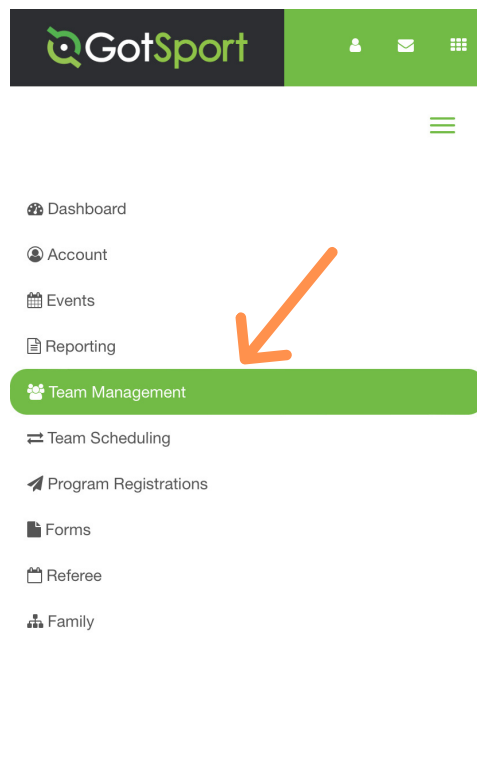 GotSport
Dashboard
Account
Events
Reporting
Team Management
Team Scheduling
Program Registrations
Forms
Referee
Family